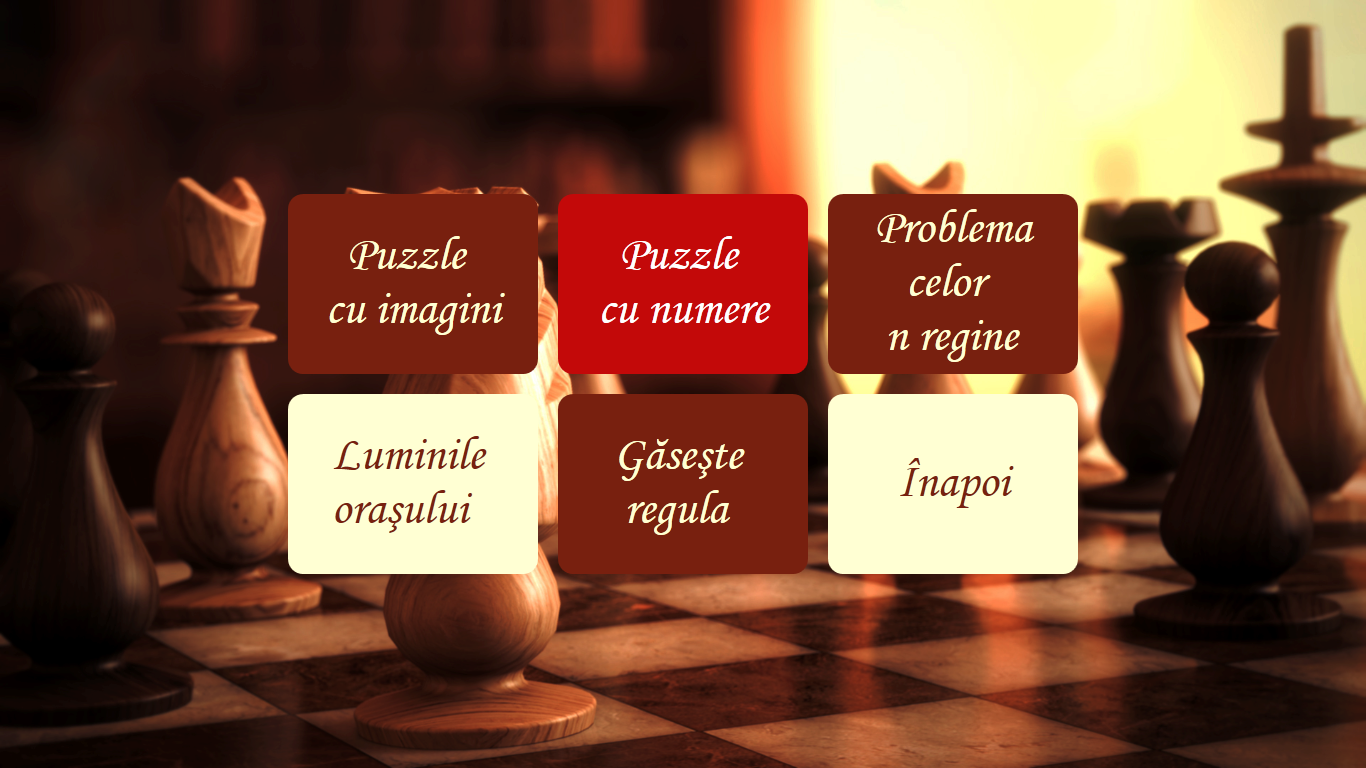 Puzzle
cu imagini
Puzzle
cu numere
Problema
celor
n regine
Luminile
oraşului
Găseşte
regula
Înapoi